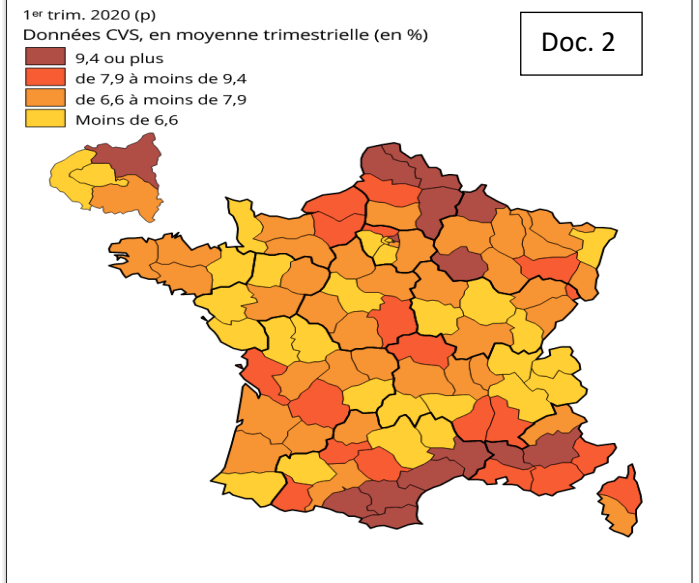 1ᵉʳ trim. 2020 (p)
Données CVS, en moyenne trimestrielle (en %)
Doc. 2
9,4 ou plus
de 7,9 à moins de 9,4
de 6,6 à moins de 7,9
Moins de 6,6